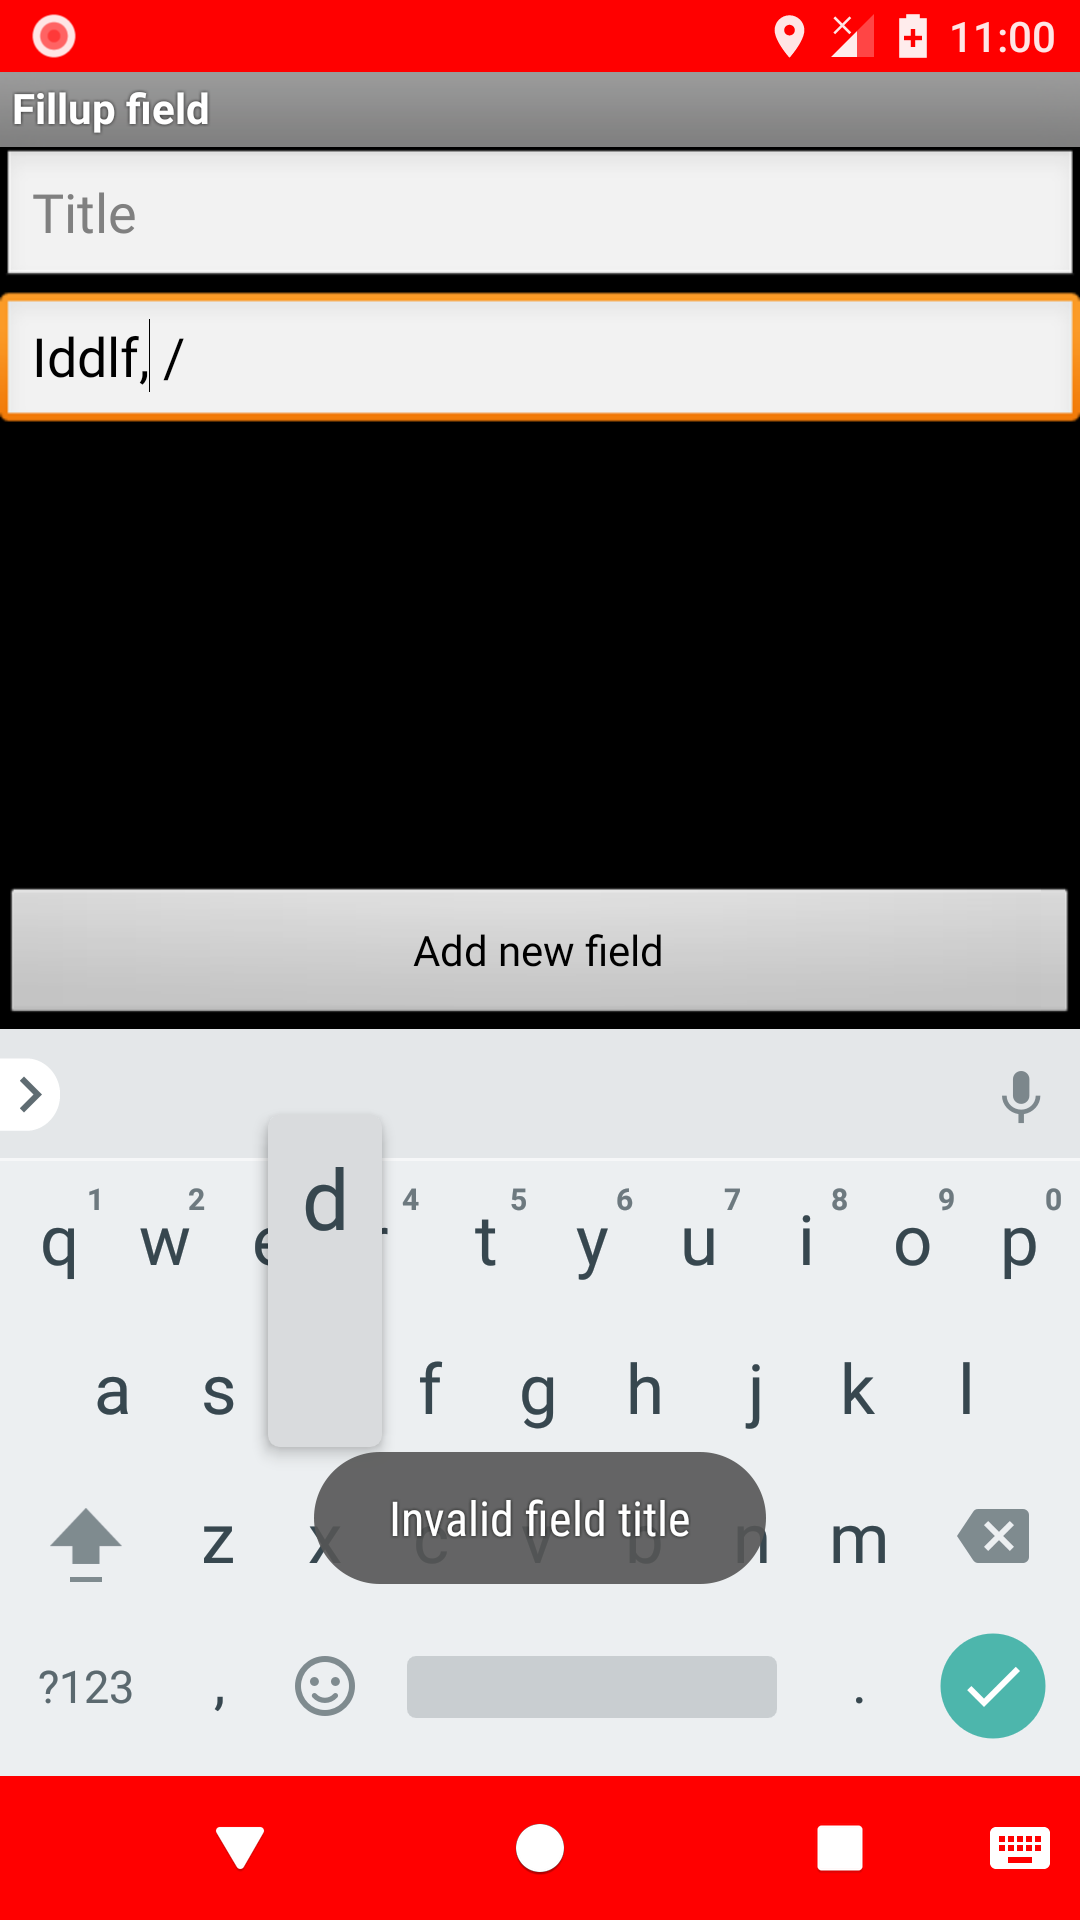 11:00
Fillup field
Title
Iddlf, /
Add new field
d
1 2 4 5 6 7 8 9 0
q w e r t y u i o p
a s f g h j k l
Invalid field title
z x c v b n m
?123 , .